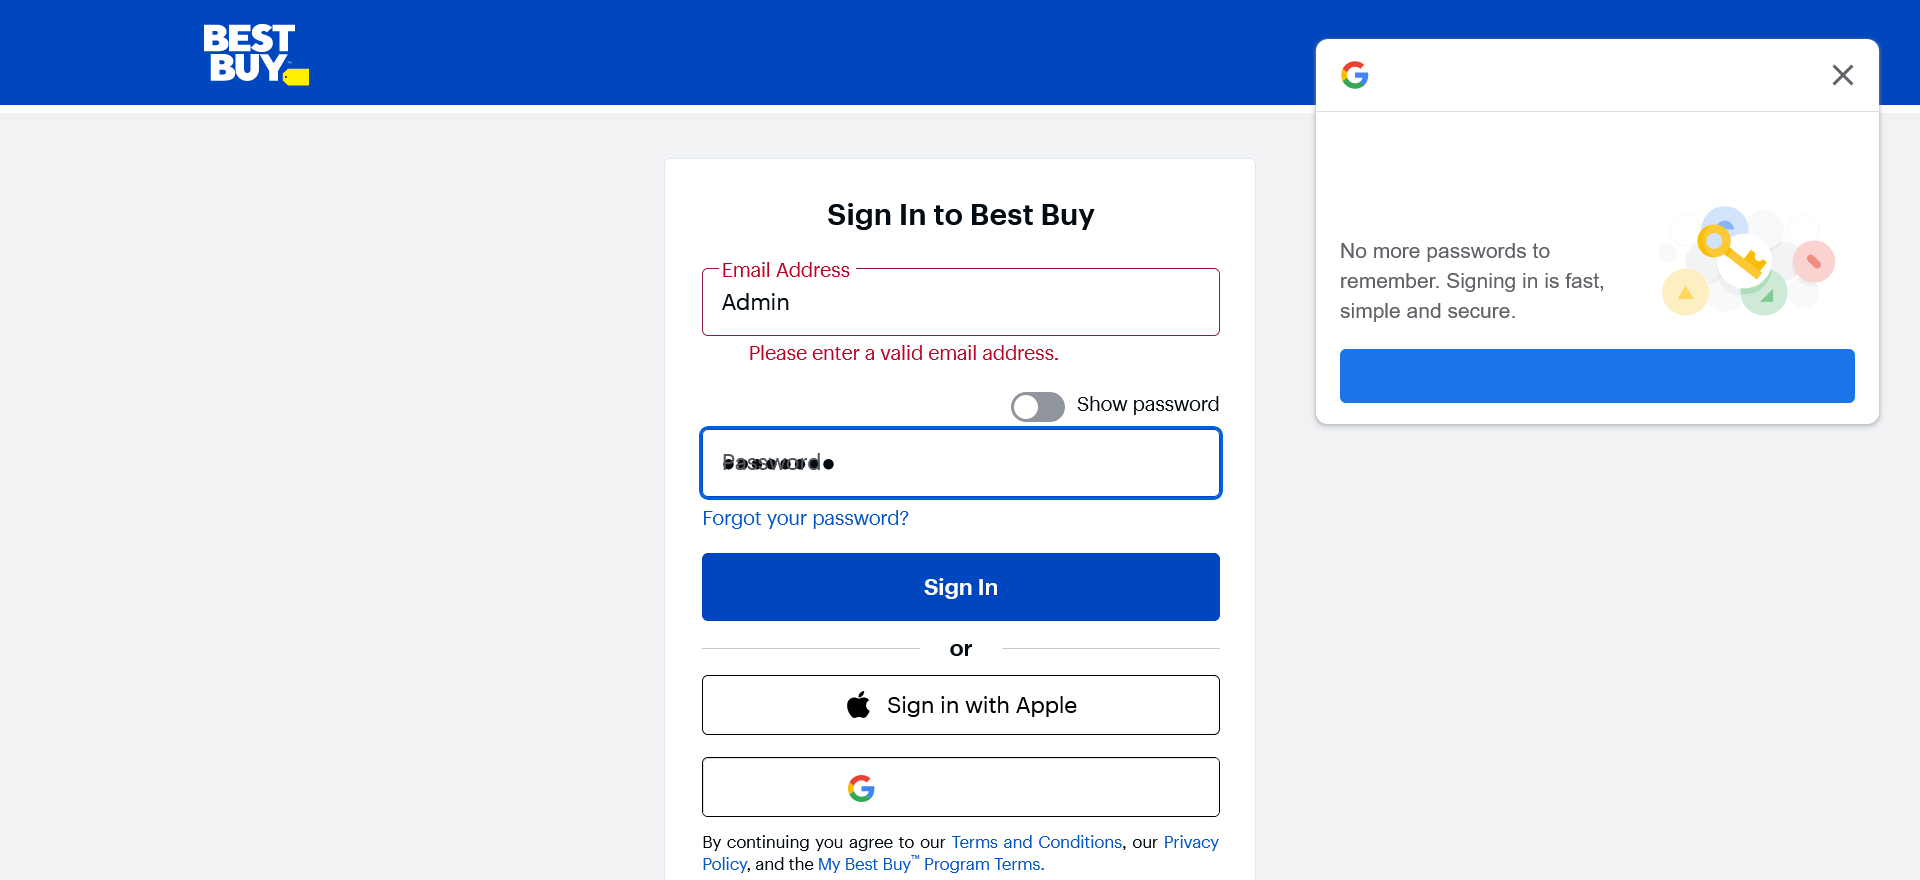 BEST
BUY
Sign In to Best Buy
Email Address
Admin
Please enter a valid email address.
Show password
Password
Forgot your password?
Sign In
or
Sign in with Apple
By continuing you agree to our Terms and Conditions, our Privacy
Policy, and the My Best Buy™ Program Terms.
No more passwords to
remember. Signing in is fast,
simple and secure.